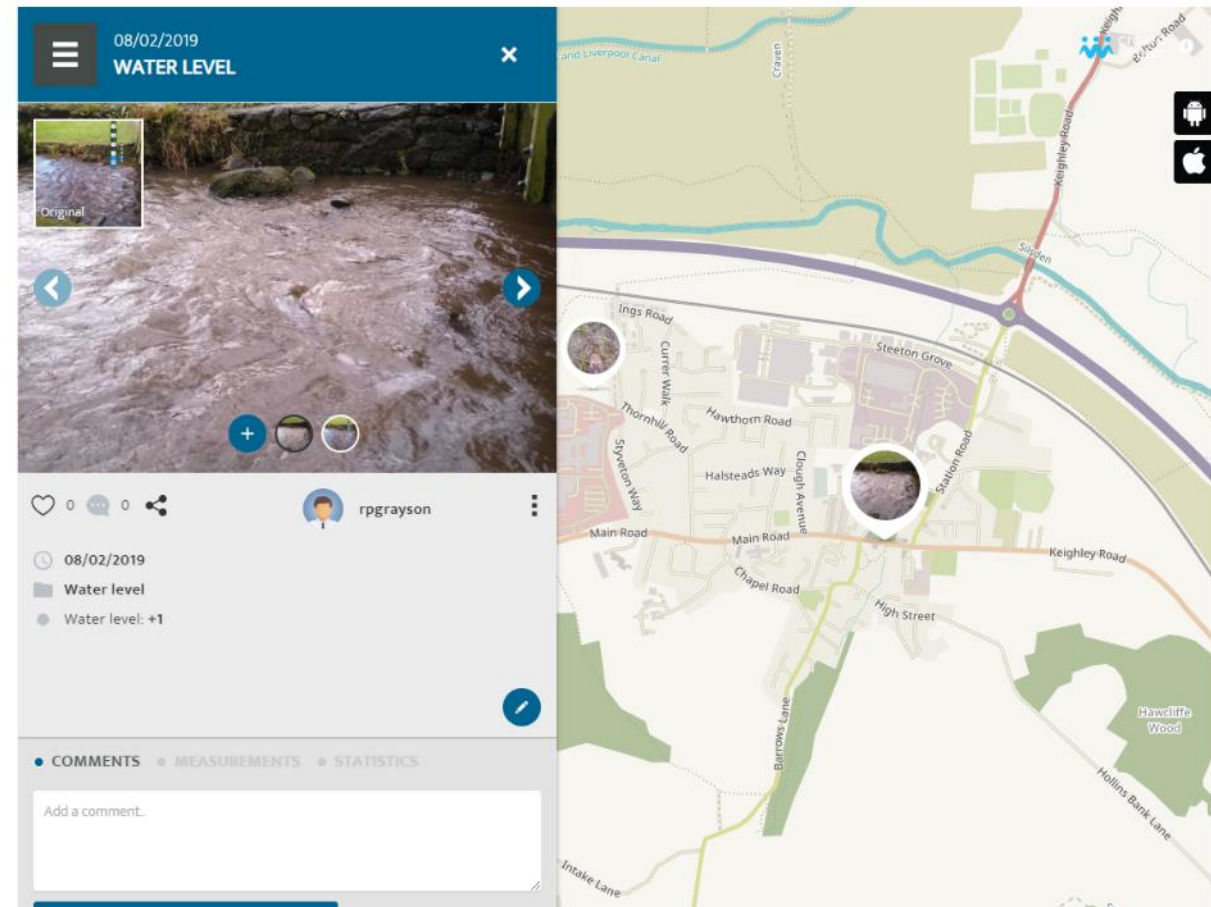 08/02/2019
WATER LEVEL
Original
0
0
rpgrayson
08/02/2019
Water level
Water level: +1
COMMENTS
MEASUREMENTS
STATISTICS
Add a comment..
and Liverpool Canal
Craven
Keighley Road
Silsden
Ings Road
Currer Walk
Steeton Grove
Thornhill Road
Hawthorn Road
Styveton Way
Halsteads Way
Clough Avenue
Station Road
Main Road
Main Road
Keighley Road
Chapel Road
High Street
Barrows Lane
Hawcliffe
Wood
Hollins Bank Lane
Intake Lane